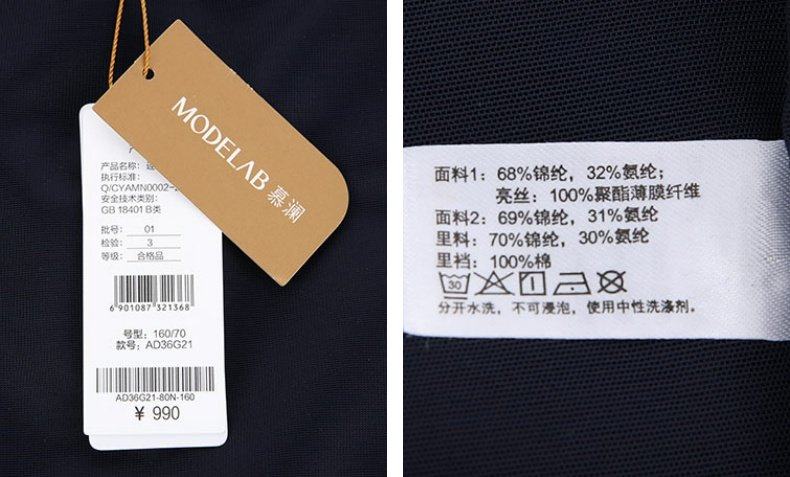 MODELAB 慕澜
产品名称:
执行标准:
Q/CYAMN0002-
安全技术类别:
GB 18401 B类
批号: 01
检验: 3
等级: 合格品
6 901087 321368
号型: 160/70
款号: AD36G21
AD36G21-80N-160
¥ 990
面料1: 68%锦纶, 32%氨纶;
亮丝: 100%聚酯薄膜纤维
面料2: 69%锦纶, 31%氨纶
里料: 70%锦纶, 30%氨纶
里裆: 100%棉
30
分开水洗, 不可浸泡, 使用中性洗涤剂。